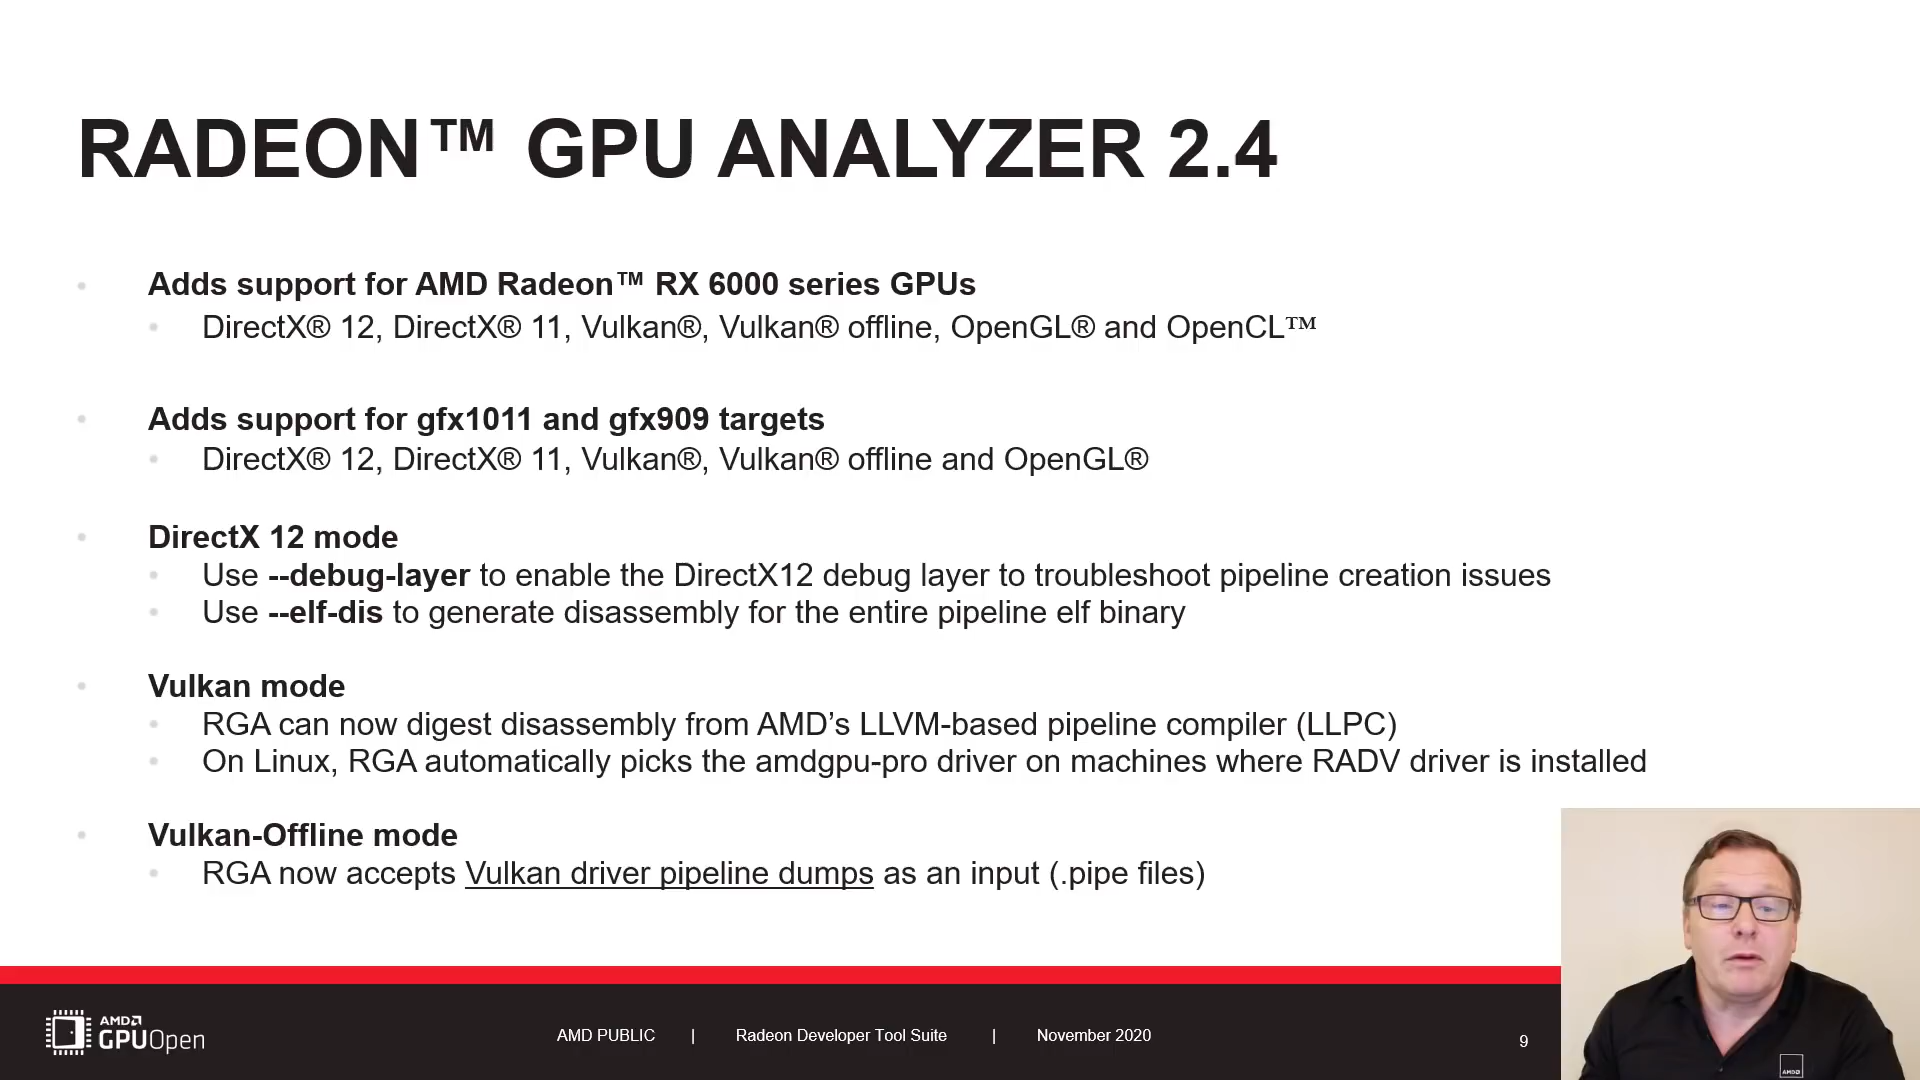 RADEON™ GPU ANALYZER 2.4
Adds support for AMD Radeon™ RX 6000 series GPUs
DirectX® 12, DirectX® 11, Vulkan®, Vulkan® offline, OpenGL® and OpenCL™
Adds support for gfx1011 and gfx909 targets
DirectX® 12, DirectX® 11, Vulkan®, Vulkan® offline and OpenGL®
DirectX 12 mode
Use --debug-layer to enable the DirectX12 debug layer to troubleshoot pipeline creation issues
Use --elf-dis to generate disassembly for the entire pipeline elf binary
Vulkan mode
RGA can now digest disassembly from AMD’s LLVM-based pipeline compiler (LLPC)
On Linux, RGA automatically picks the amdgpu-pro driver on machines where RADV driver is installed
Vulkan-Offline mode
RGA now accepts Vulkan driver pipeline dumps as an input (.pipe files)
AMD
GPUOpen
AMD PUBLIC | Radeon Developer Tool Suite | November 2020
9
AMD